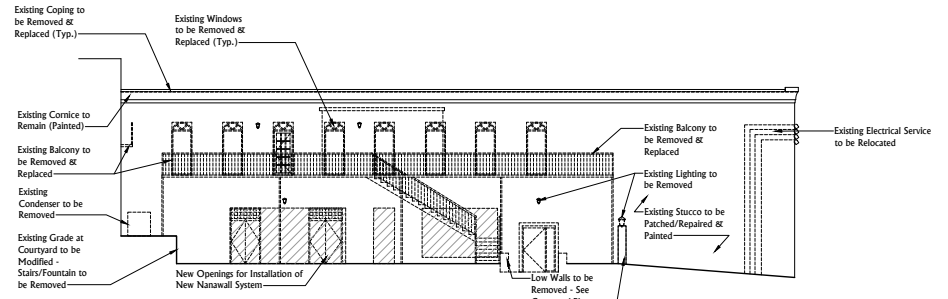 Existing Coping to
be Removed &
Replaced (Typ.)
Existing Windows
to be Removed &
Replaced (Typ.)
Existing Cornice to
Remain (Painted)
Existing Balcony to
be Removed &
Replaced
Existing
Condenser to be
Removed
Existing Grade at
Courtyard to be
Modified -
Stairs/Fountain to
be Removed
New Openings for Installation of
New Nanawall System
Existing Balcony to
be Removed &
Replaced
Existing Lighting to
be Removed
Existing Stucco to be
Patched/Repaired &
Painted
Existing Electrical Service
to be Relocated
Low Walls to be
Removed - See